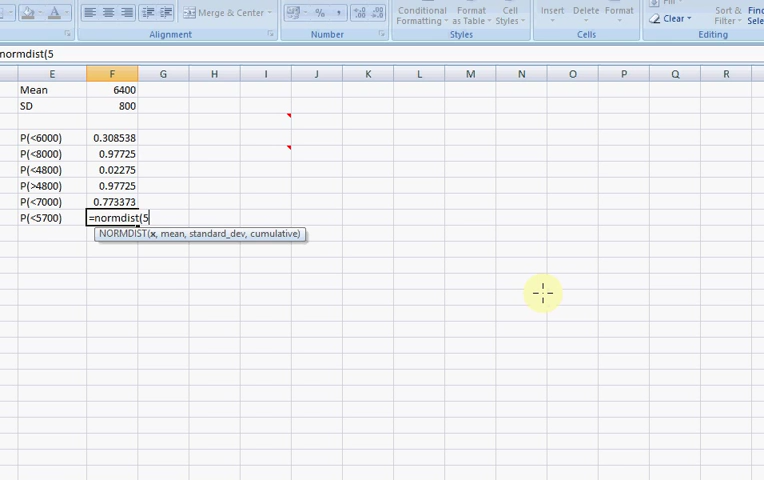 Fill
Merge & Center
%
,
Conditional Formatting
Format as Table
Cell Styles
Insert
Delete
Format
Clear
Sort & Filter
Alignment
Number
Styles
Cells
Editing
normdist(5
E F G H I J K L M N O P Q R
Mean 6400
SD 800
P(<6000) 0.308538
P(<8000) 0.97725
P(<4800) 0.02275
P(>4800) 0.97725
P(<7000) 0.773373
P(<5700) =normdist(5
NORMDIST(x, mean, standard_dev, cumulative)